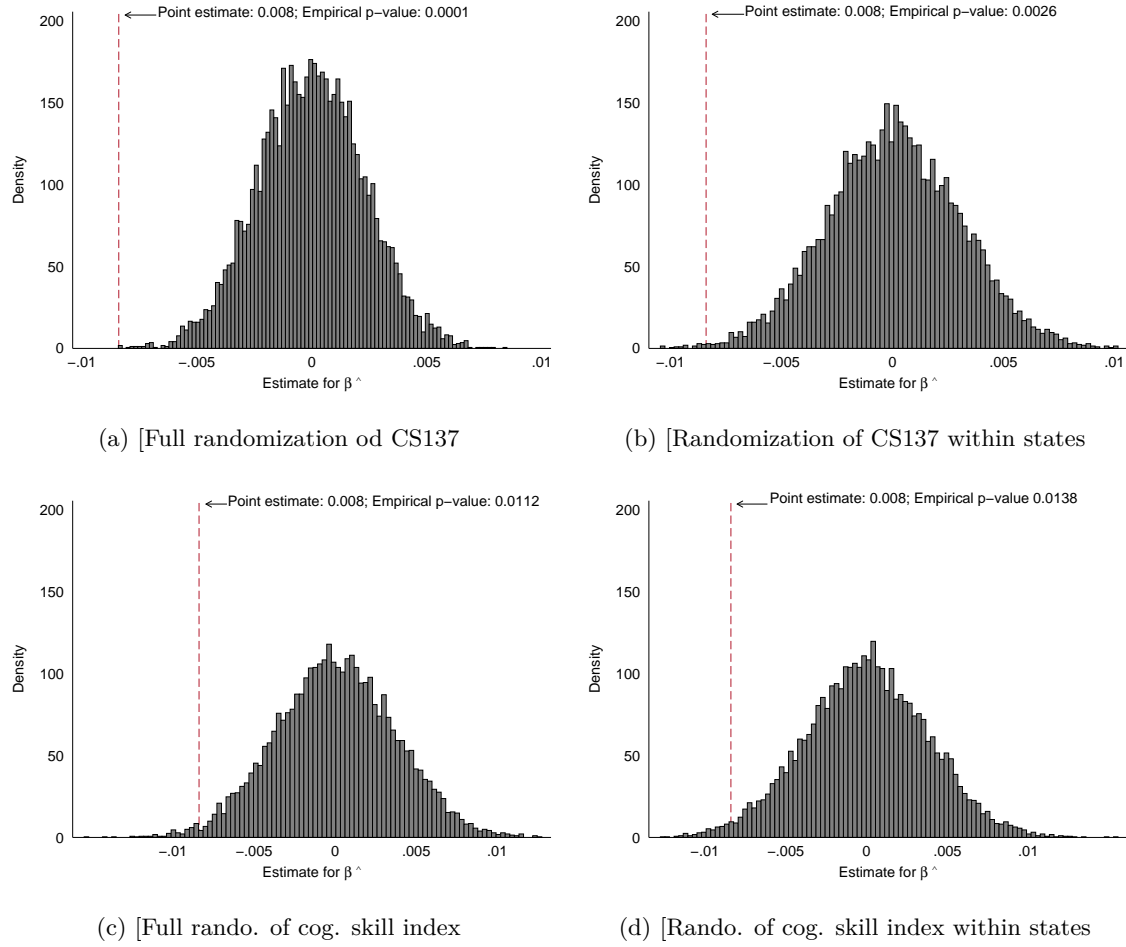 Point estimate: 0.008; Empirical p−value: 0.0001
200
150
100
50
0
Density
−.01 −.005 0 .005 .01
Estimate for β ^
(a) [Full randomization od CS137
Point estimate: 0.008; Empirical p−value: 0.0026
200
150
100
50
0
Density
−.01 −.005 0 .005 .01
Estimate for β ^
(b) [Randomization of CS137 within states
Point estimate: 0.008; Empirical p−value: 0.0112
200
150
100
50
0
Density
−.01 −.005 0 .005 .01
Estimate for β ^
(c) [Full rando. of cog. skill index
Point estimate: 0.008; Empirical p−value 0.0138
200
150
100
50
0
Density
−.01 −.005 0 .005 .01
Estimate for β ^
(d) [Rando. of cog. skill index within states